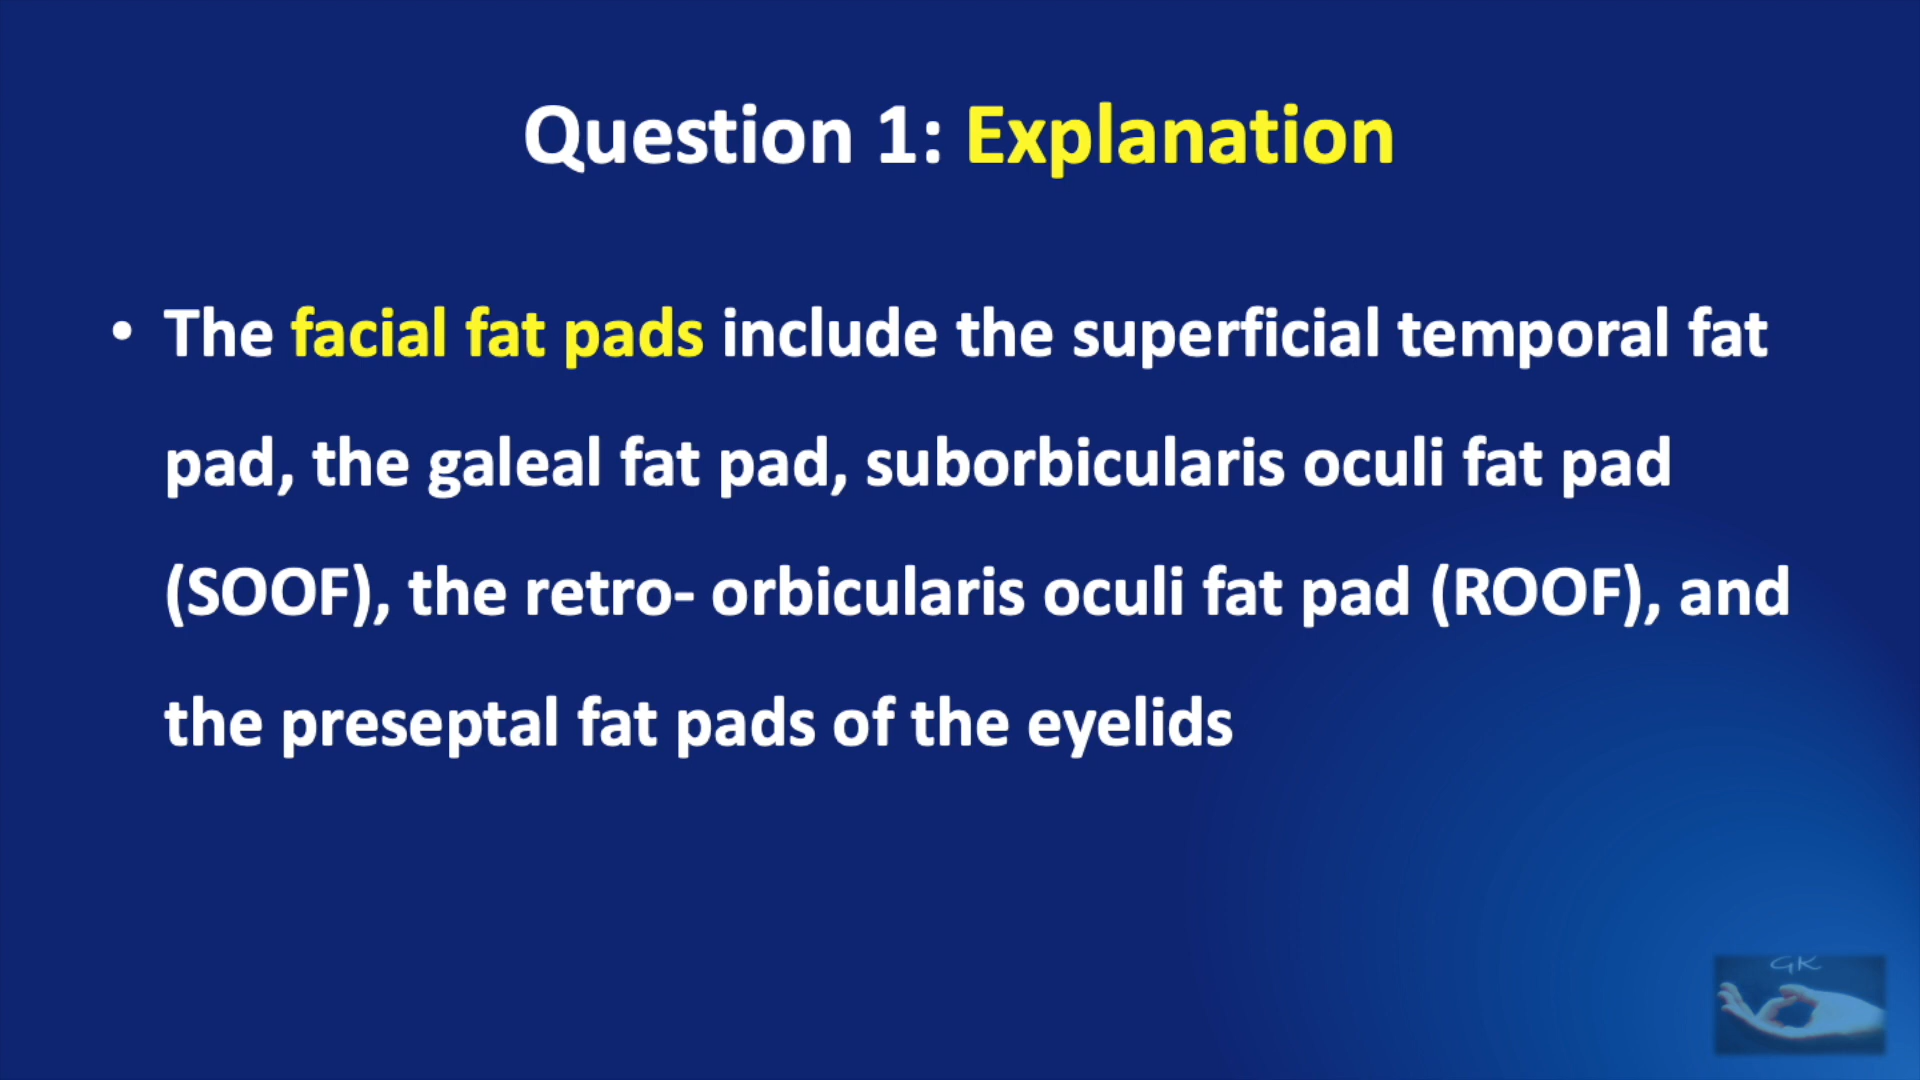 Question 1: Explanation
• The facial fat pads include the superficial temporal fat
pad, the galeal fat pad, suborbicularis oculi fat pad
(SOOF), the retro- orbicularis oculi fat pad (ROOF), and
the preseptal fat pads of the eyelids
GK